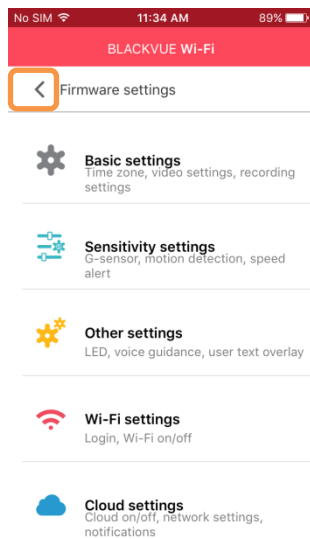 No SIM 11:34 AM 89%
BLACKVUE Wi-Fi
Firmware settings
Basic settings
Time zone, video settings, recording
settings
Sensitivity settings
G-sensor, motion detection, speed
alert
Other settings
LED, voice guidance, user text overlay
Wi-Fi settings
Login, Wi-Fi on/off
Cloud settings
Cloud on/off, network settings,
notifications